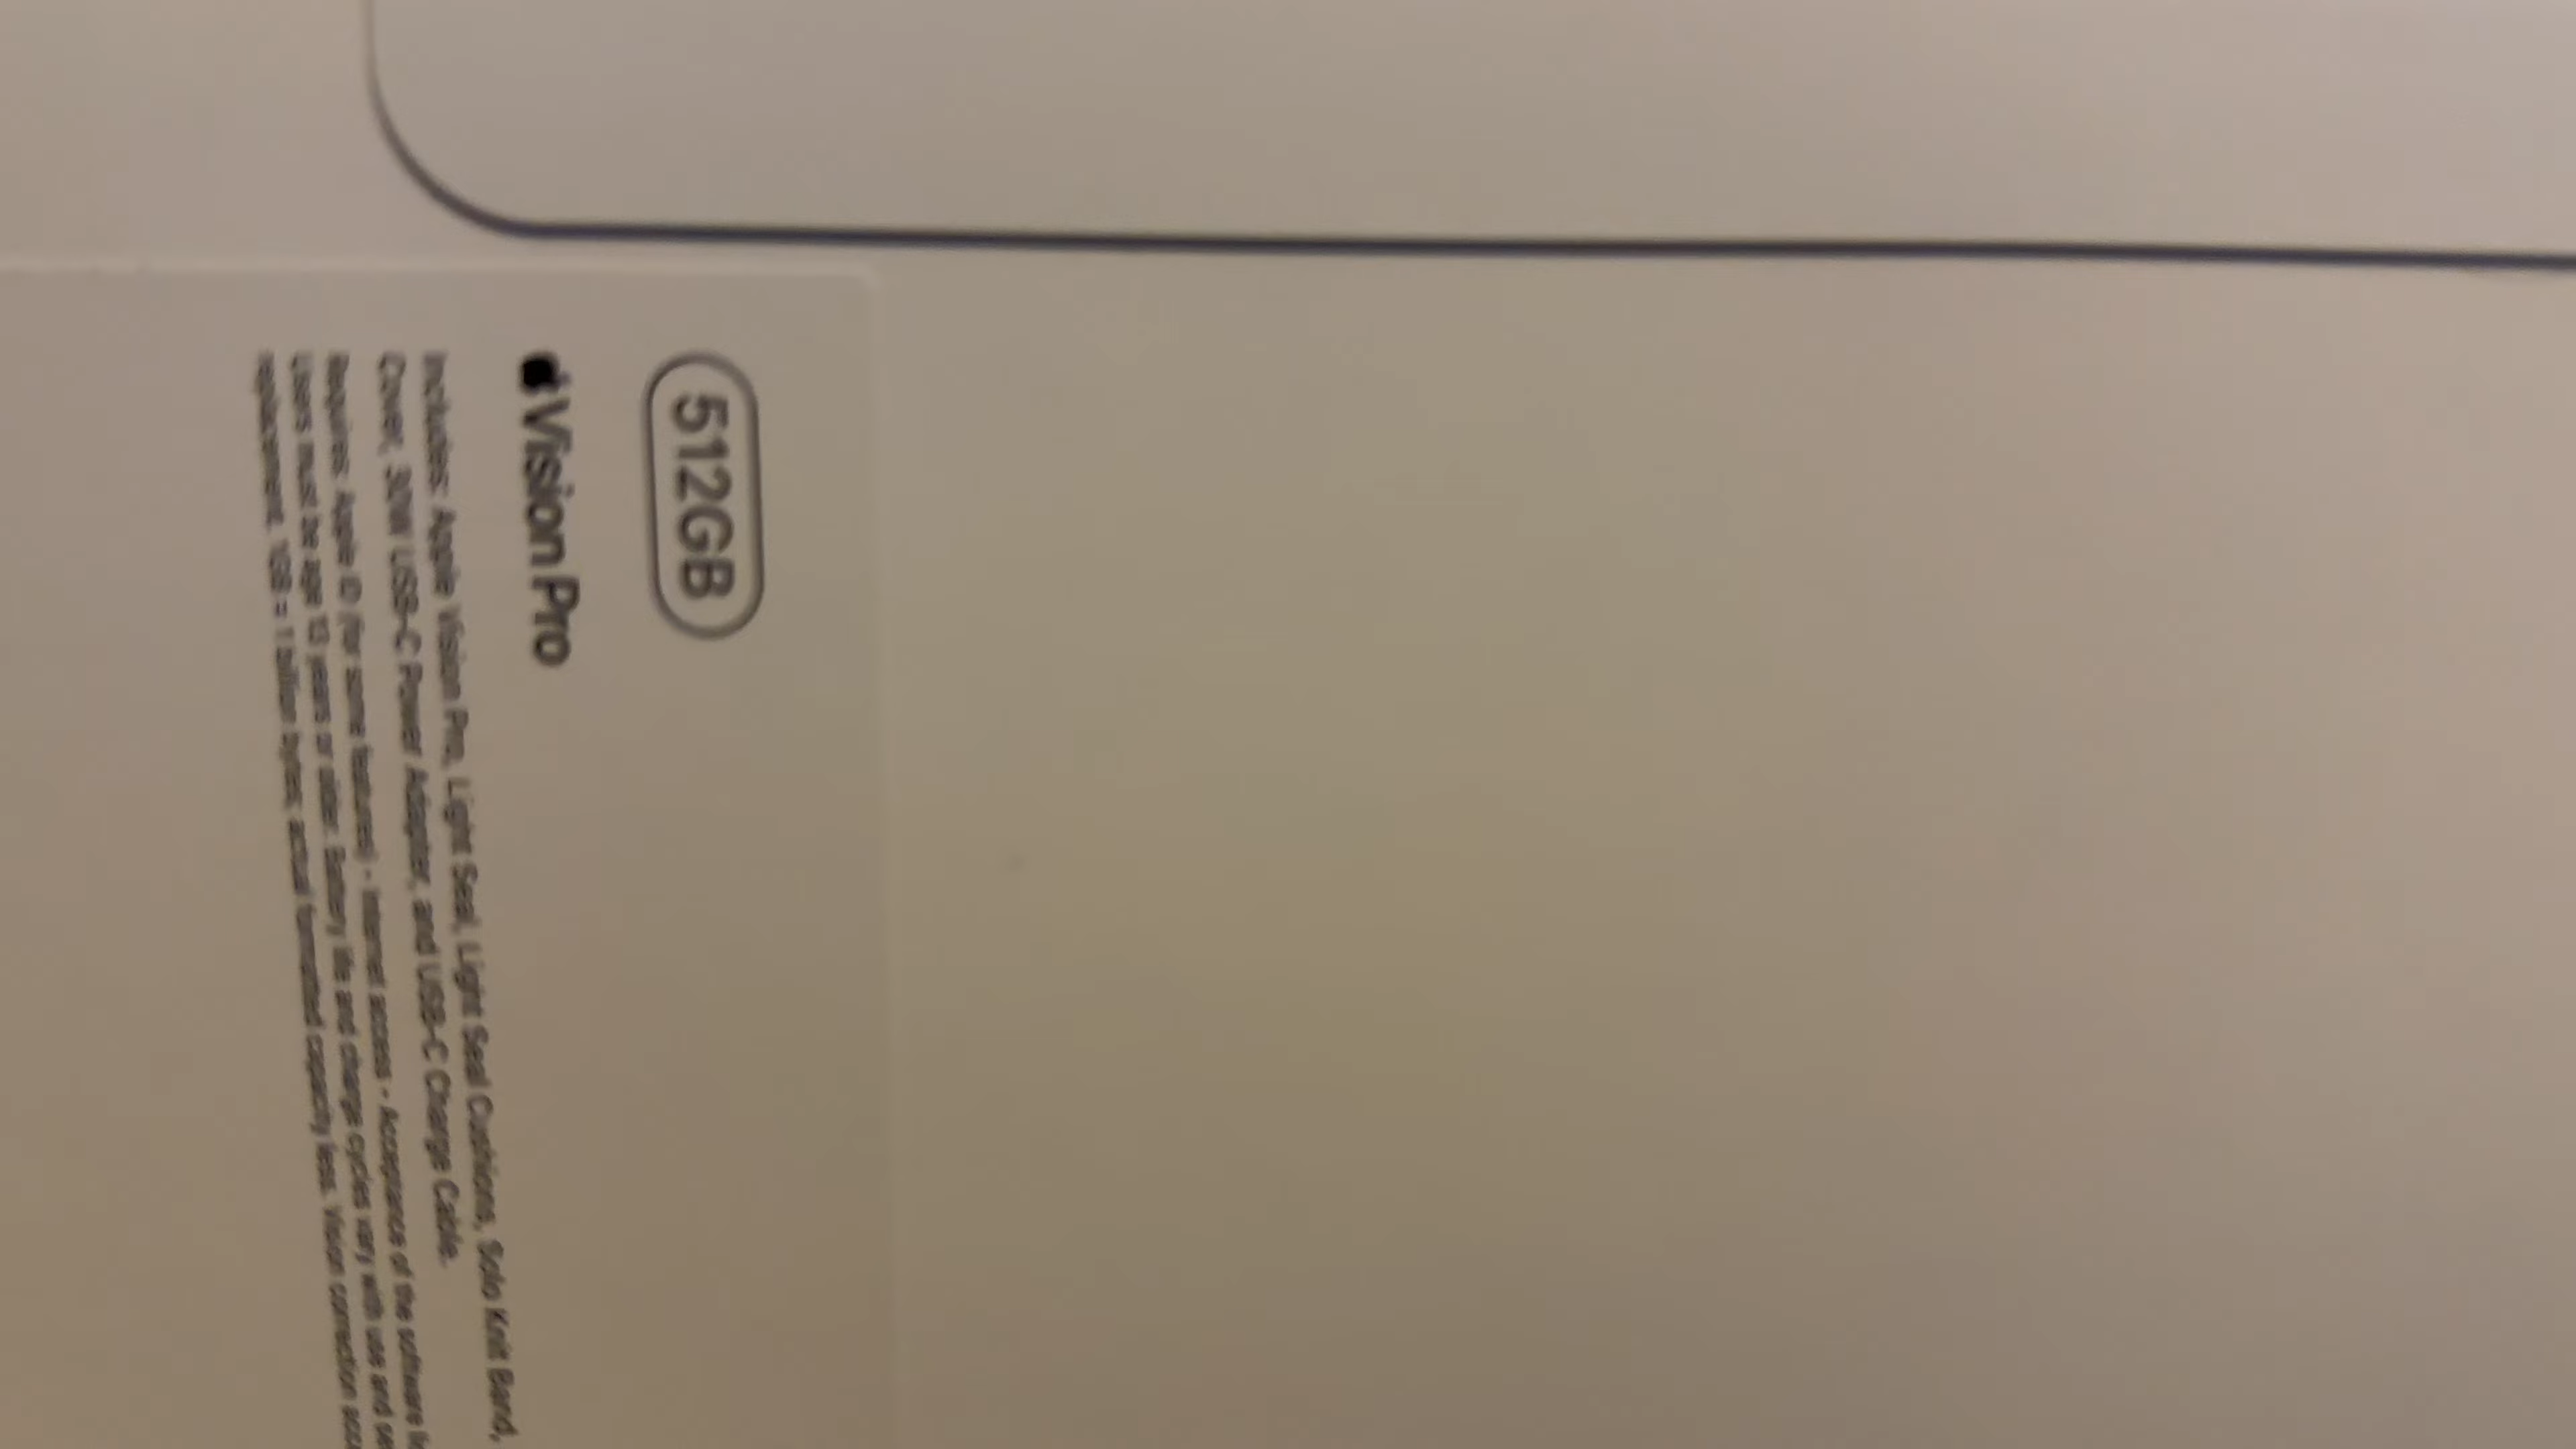 512GB
Vision Pro
Includes: Apple Vision Pro, Light Seal, Light Seal Cushions, Solo Knit Band,
Cover, 30W USB-C Power Adapter, and USB-C Charge Cable.
Requires: Apple ID (for some features) • Internet access • Acceptance of the software
Users must be age 13 years or older. Battery life and charge cycles vary with use and
replacement. 1GB = 1 billion bytes; actual formatted capacity less. Vision correction